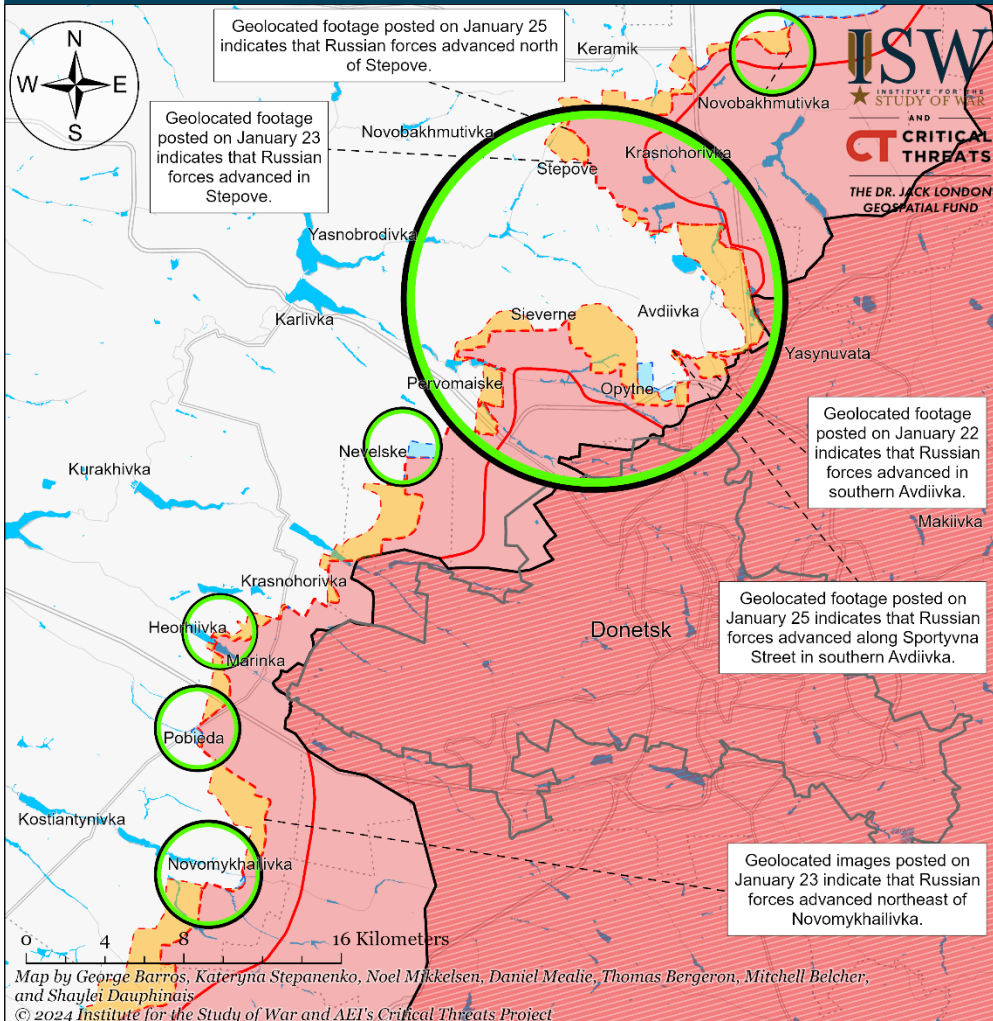 N
W
E
S
Geolocated footage posted on January 25
indicates that Russian forces advanced north
of Stepove.
Keramik
ISW
INSTITUTE FOR THE
STUDY OF WAR
AND
CT CRITICAL
THREATS
THE DR. JACK LONDON
GEOSPATIAL FUND
Novobakhmutivka
Geolocated footage
posted on January 23
indicates that Russian
forces advanced in
Stepove.
Novobakhmutivka
Krasnohorivka
Stepove
Yasnobrodivka
Karlivka
Sieverne
Avdiivka
Yasynuvata
Pervomaiske
Opytne
Geolocated footage
posted on January 22
indicates that Russian
forces advanced in
southern Avdiivka.
Nevelske
Kurakhivka
Makiivka
Krasnohorivka
Geolocated footage posted on
January 25 indicates that Russian
forces advanced along Sportyvna
Street in southern Avdiivka.
Heorhiivka
Donetsk
Marinka
Pobieda
Kostiantynivka
Novomykhailivka
Geolocated images posted on
January 23 indicate that Russian
forces advanced northeast of
Novomykhailivka.
0 4 8 16 Kilometers
Map by George Barros, Kateryna Stepanenko, Noel Mikkelsen, Daniel Mealie, Thomas Bergeron, Mitchell Belcher,
and Shaylei Dauphinais
© 2024 Institute for the Study of War and AEI's Critical Threats Project